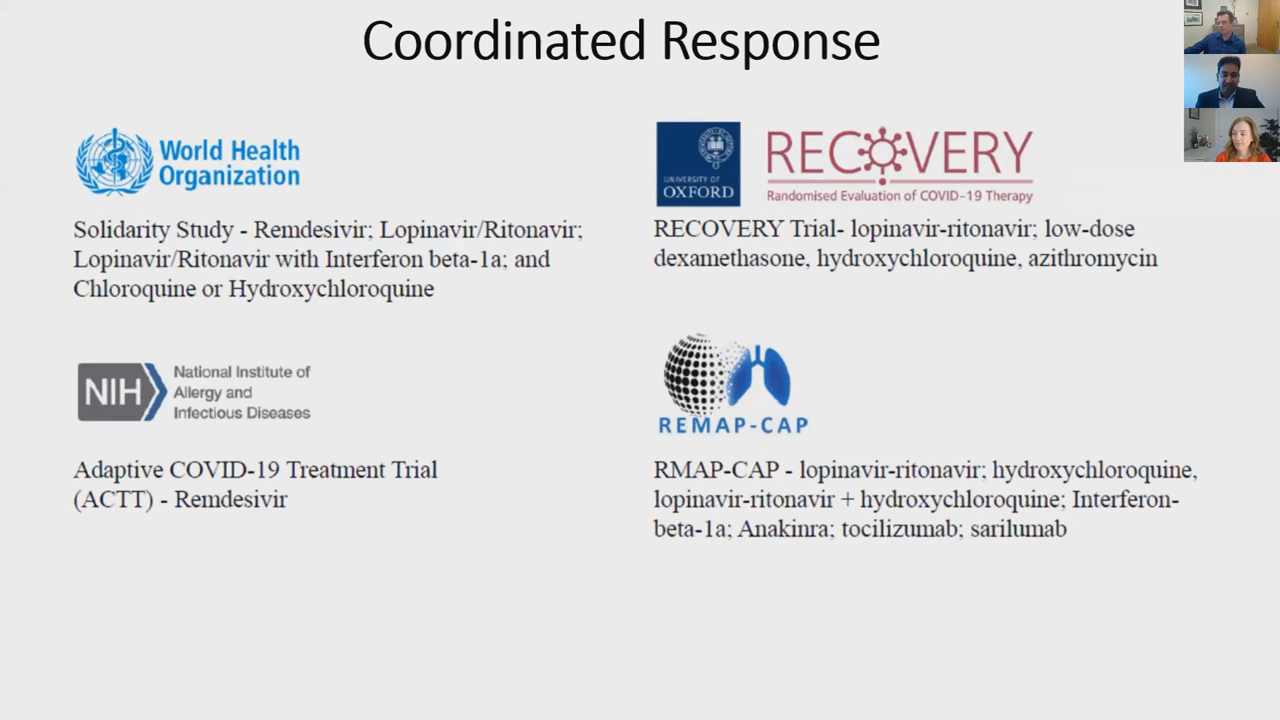 Coordinated Response
World Health
Organization
Solidarity Study - Remdesivir; Lopinavir/Ritonavir;
Lopinavir/Ritonavir with Interferon beta-1a; and
Chloroquine or Hydroxychloroquine
UNIVERSITY OF
OXFORD
RECOVERY
Randomised Evaluation of COVID-19 Therapy
RECOVERY Trial- lopinavir-ritonavir; low-dose
dexamethasone, hydroxychloroquine, azithromycin
NIH
National Institute of
Allergy and
Infectious Diseases
Adaptive COVID-19 Treatment Trial
(ACTT) - Remdesivir
REMAP-CAP
RMAP-CAP - lopinavir-ritonavir; hydroxychloroquine,
lopinavir-ritonavir + hydroxychloroquine; Interferon-
beta-1a; Anakinra; tocilizumab; sarilumab